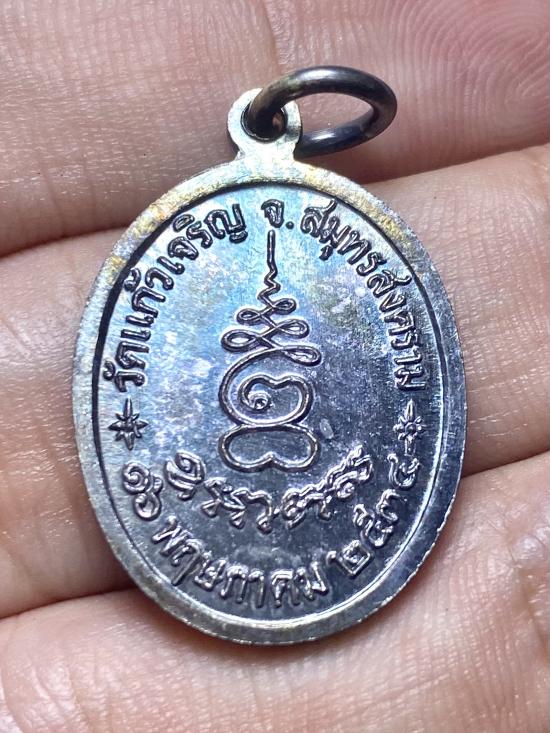 วัดแก้วเจริญ จ.สมุทรสงคราม
๑๖ พฤษภาคม ๒๕๓๔